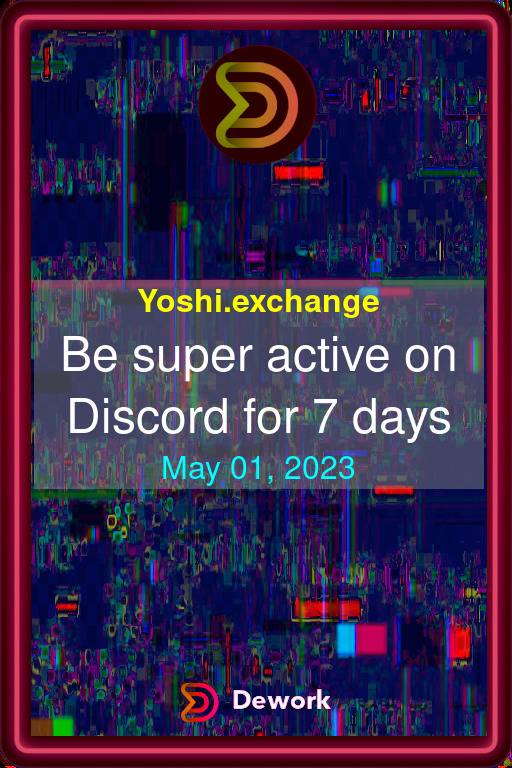 Yoshi.exchange
Be super active on
Discord for 7 days
May 01, 2023
Dework